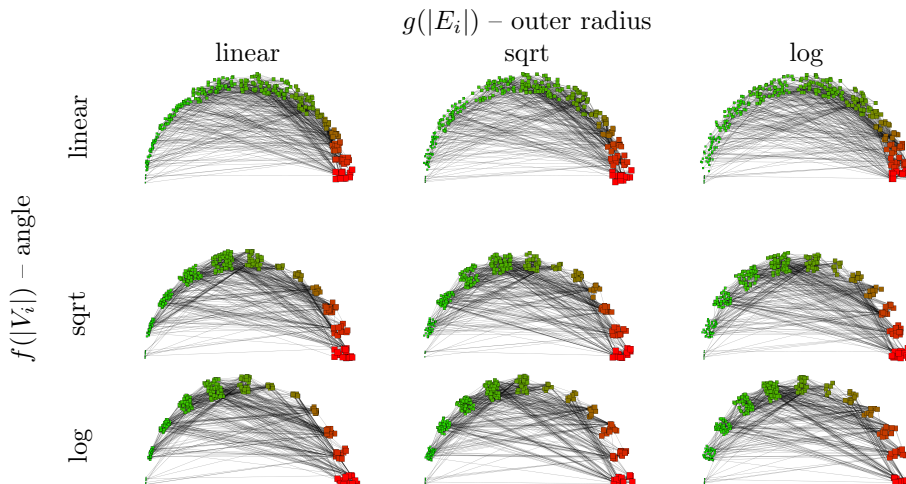 g(|E_i|) – outer radius
linear sqrt log
f(|V_i|) – angle
linear
sqrt
log